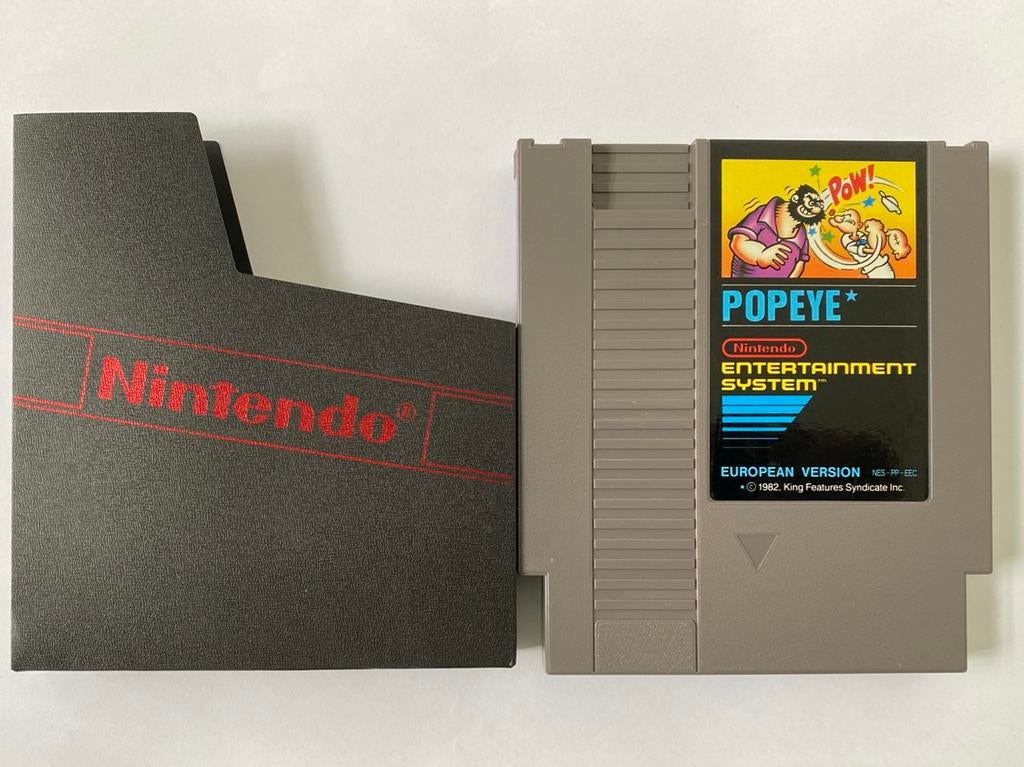 Nintendo®
POW!
POPEYE*
Nintendo
ENTERTAINMENT
SYSTEM™
EUROPEAN VERSION NES-PP-EEC
*© 1982. King Features Syndicate Inc.